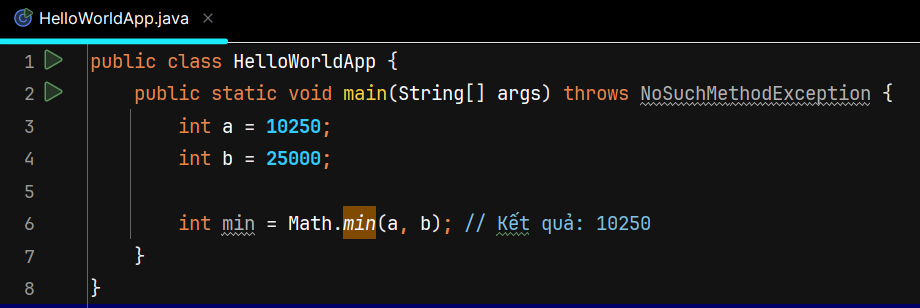 HelloWorldApp.java ×
1 public class HelloWorldApp {
2 public static void main(String[] args) throws NoSuchMethodException {
3 int a = 10250;
4 int b = 25000;
5
6 int min = Math.min(a, b); // Kết quả: 10250
7 }
8 }